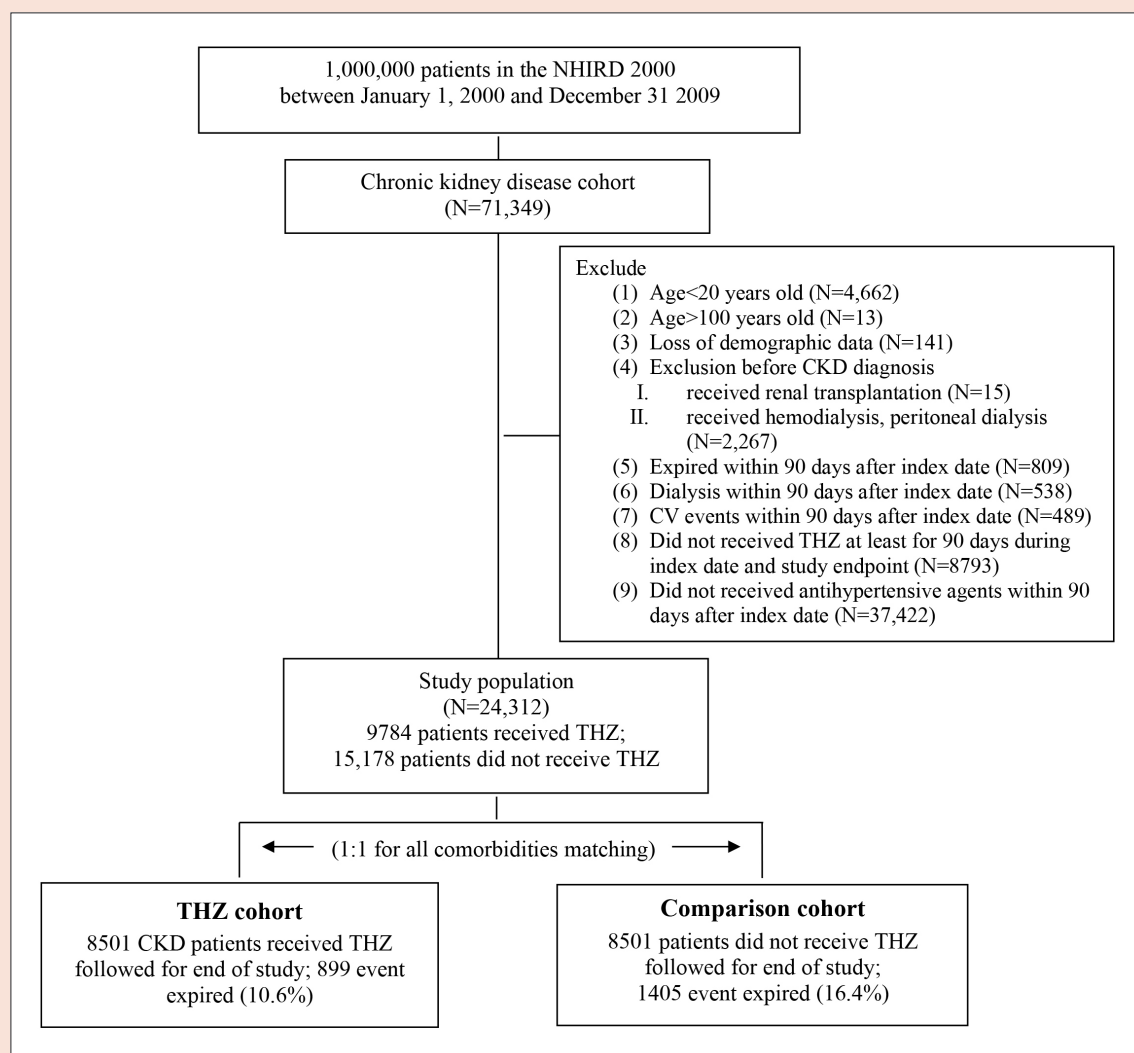 1,000,000 patients in the NHIRD 2000
between January 1, 2000 and December 31 2009
Chronic kidney disease cohort
(N=71,349)
Exclude
(1) Age<20 years old (N=4,662)
(2) Age>100 years old (N=13)
(3) Loss of demographic data (N=141)
(4) Exclusion before CKD diagnosis
I. received renal transplantation (N=15)
II. received hemodialysis, peritoneal dialysis
(N=2,267)
(5) Expired within 90 days after index date (N=809)
(6) Dialysis within 90 days after index date (N=538)
(7) CV events within 90 days after index date (N=489)
(8) Did not received THZ at least for 90 days during
index date and study endpoint (N=8793)
(9) Did not received antihypertensive agents within 90
days after index date (N=37,422)
Study population
(N=24,312)
9784 patients received THZ;
15,178 patients did not receive THZ
(1:1 for all comorbidities matching)
THZ cohort
8501 CKD patients received THZ
followed for end of study; 899 event
expired (10.6%)
Comparison cohort
8501 patients did not receive THZ
followed for end of study;
1405 event expired (16.4%)